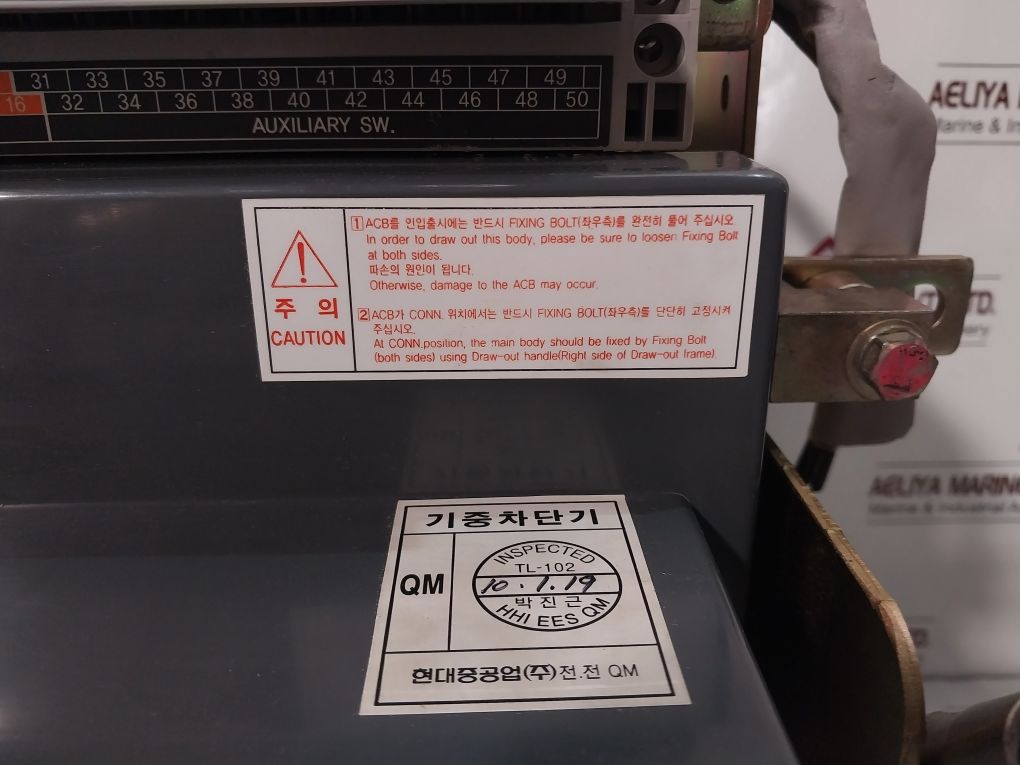 31 33 35 37 39 41 43 45 47 49
16 32 34 36 38 40 42 44 46 48 50
AUXILIARY SW.
AELIYA M
Marine & In
주 의
CAUTION
1 ACB를 인입출시에는 반드시 FIXING BOLT(좌우측)를 완전히 풀어 주십시오.
In order to draw out this body, please be sure to loosen Fixing Bolt
at both sides.
파손의 원인이 됩니다.
Otherwise, damage to the ACB may occur.
2 ACB가 CONN. 위치에서는 반드시 FIXING BOLT(좌우측)를 단단히 고정시켜
주십시오.
At CONN.position, the main body should be fixed by Fixing Bolt
(both sides) using Draw-out handle(Right side of Draw-out frame).
T LTD.
AELIYA MARINE
Marine & Industrial A
기중차단기
QM
INSPECTED
TL-102
10. 1. 19
박진근
HHI EES QM
현대중공업(주)전.전 QM
TD.